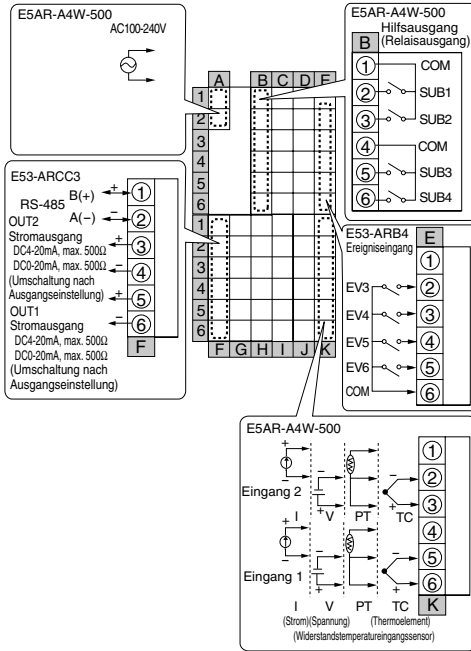 E5AR-A4W-500
AC100-240V
E5AR-A4W-500
Hilfsausgang
(Relaisausgang)
B
1 COM
2 SUB1
3 SUB2
4 COM
5 SUB3
6 SUB4
A B C D E
1
2
3
4
5
6
1
2
3
4
5
6
F G H I J K
E53-ARCC3
RS-485
B(+) + 1
A(−) − 2
OUT2
Stromausgang
DC4-20mA, max. 500Ω
DC0-20mA, max. 500Ω
(Umschaltung nach
Ausgangseinstellung)
+ 3
− 4
OUT1
Stromausgang
DC4-20mA, max. 500Ω
DC0-20mA, max. 500Ω
(Umschaltung nach
Ausgangseinstellung)
+ 5
− 6
F
E53-ARB4
Ereigniseingang
E
1
EV3 2
EV4 3
EV5 4
EV6 5
COM 6
E5AR-A4W-500
1
2
3
4
5
6
K
+ − −
Eingang 2
I + V PT + TC
+ − −
Eingang 1
+ +
I V PT TC
(Strom) (Spannung) (Thermoelement)
(Widerstandstemperatureingangssensor)